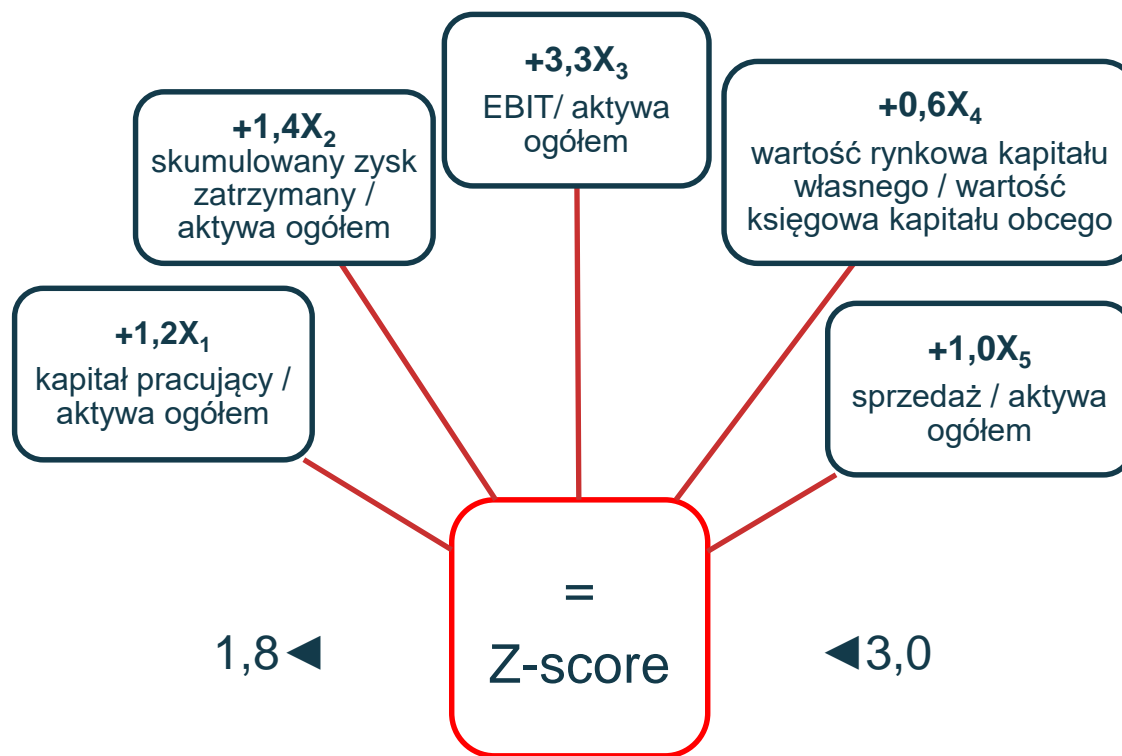 +3,3X₃
EBIT/ aktywa
ogółem
+1,4X₂
skumulowany zysk
zatrzymany /
aktywa ogółem
+0,6X₄
wartość rynkowa kapitału
własnego / wartość
księgowa kapitału obcego
+1,2X₁
kapitał pracujący /
aktywa ogółem
+1,0X₅
sprzedaż / aktywa
ogółem
=
Z-score
1,8◄
◄3,0